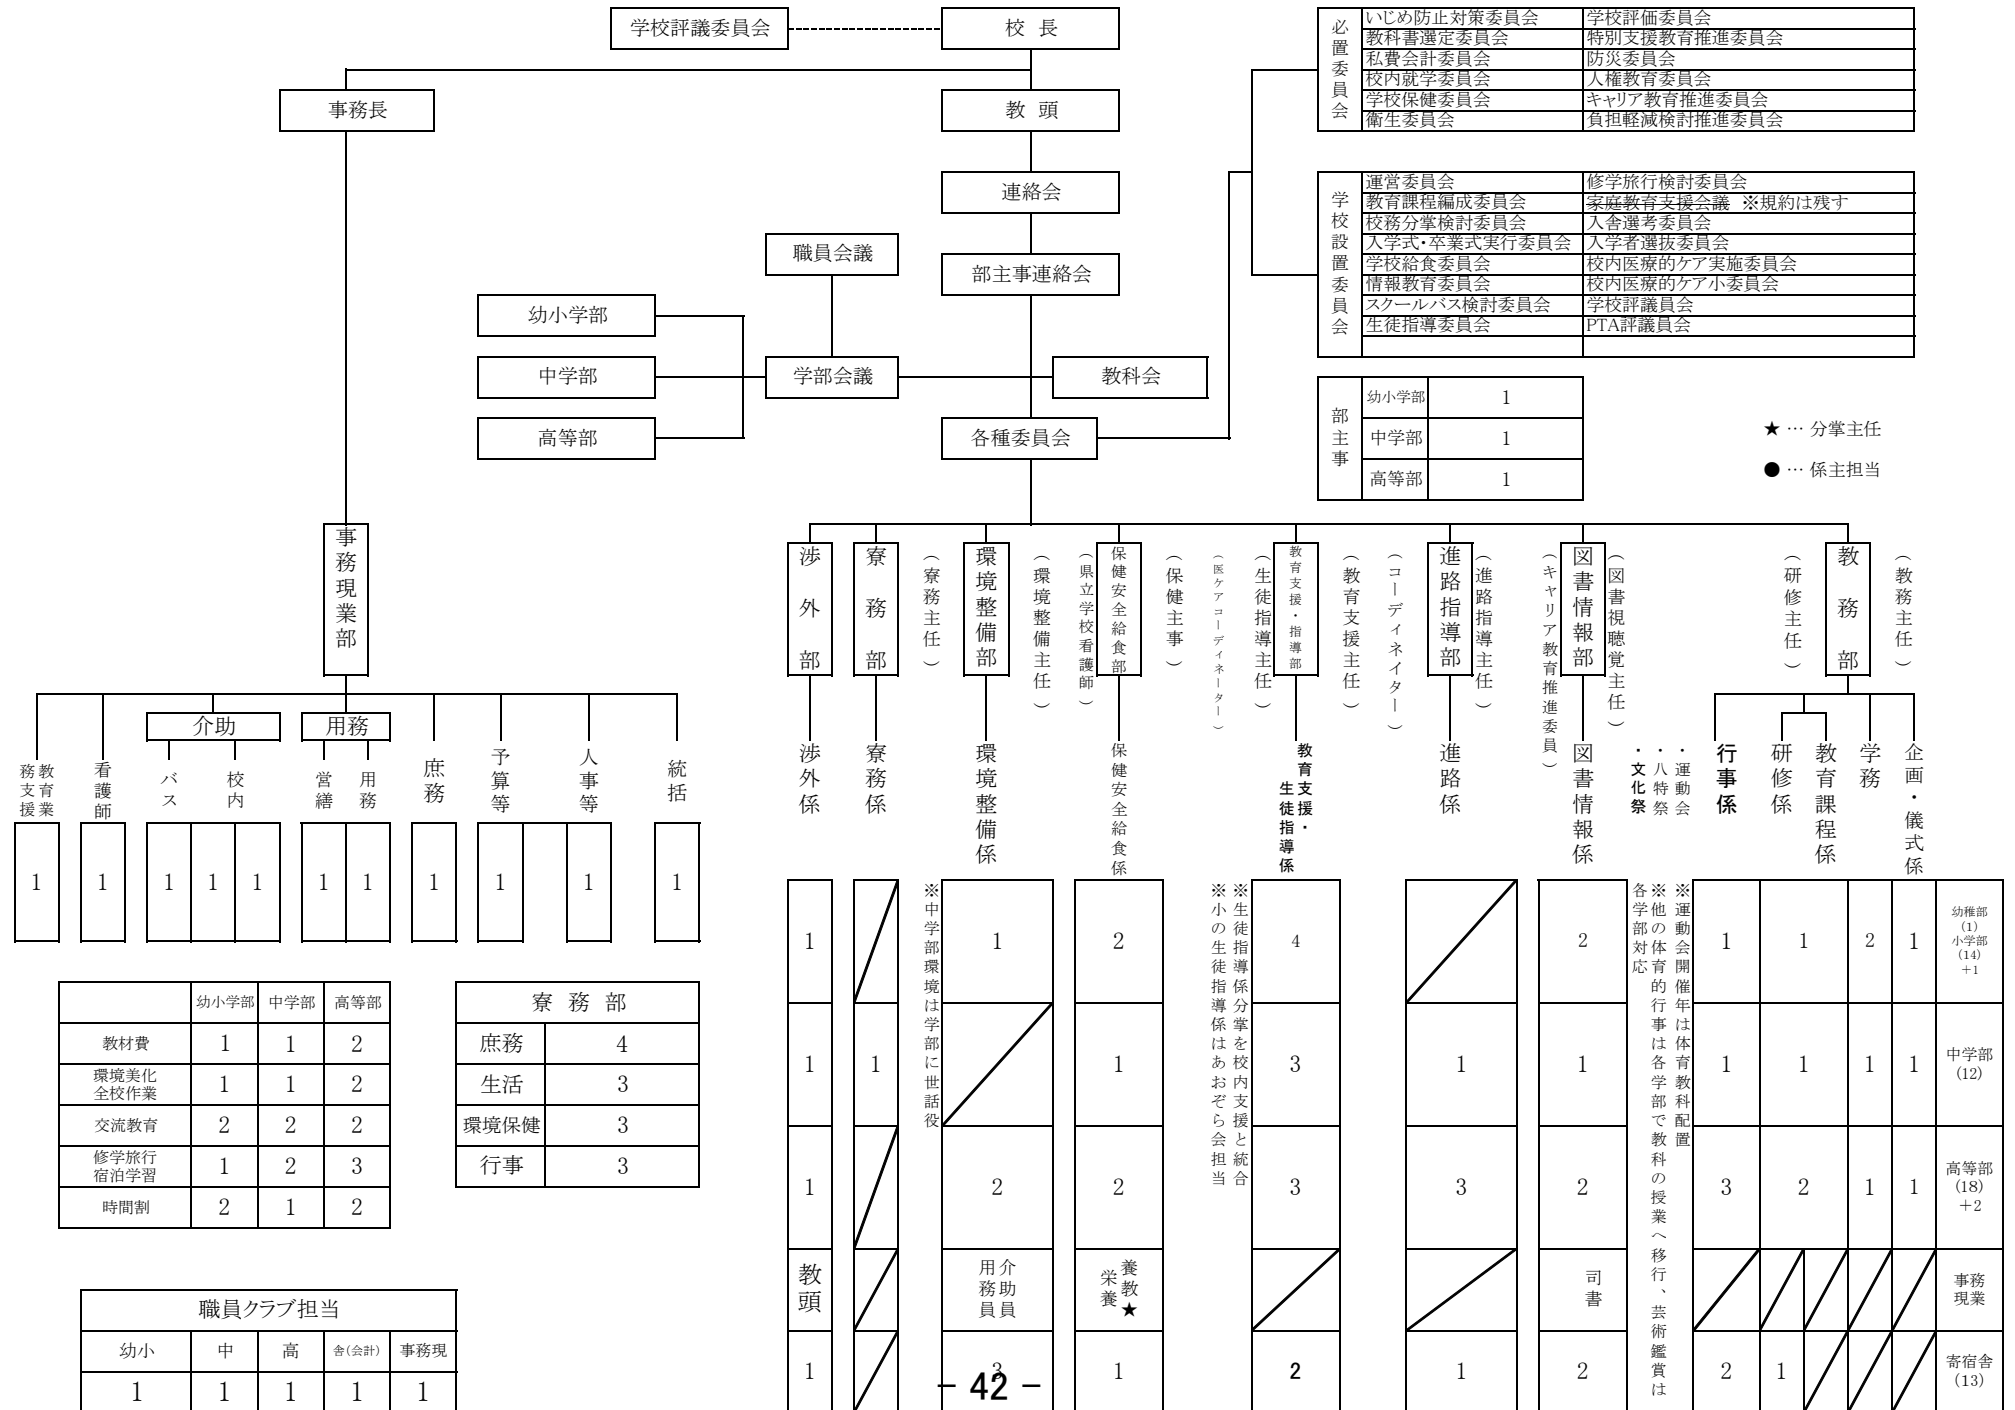 学校評議委員会
校 長
事務長
教 頭
連絡会
職員会議
部主事連絡会
幼小学部
中学部
学部会議
教科会
高等部
各種委員会
必置委員会
いじめ防止対策委員会 学校評価委員会
教科書選定委員会 特別支援教育推進委員会
私費会計委員会 防災委員会
校内就学委員会 人権教育委員会
学校保健委員会 キャリア教育推進委員会
衛生委員会 負担軽減検討推進委員会
学校設置委員会
運営委員会 修学旅行検討委員会
教育課程編成委員会 家庭教育支援会議 ※規約は残す
校務分掌検討委員会 入舎選考委員会
入学式・卒業式実行委員会 入学者選抜委員会
学校給食委員会 校内医療的ケア実施委員会
情報教育委員会 校内医療的ケア小委員会
スクールバス検討委員会 学校評議員会
生徒指導委員会 PTA評議員会
部主事
幼小学部 1
中学部 1
高等部 1
★ … 分掌主任
● … 係主担当
事務現業部
渉外部
寮務部
（寮務主任）
環境整備部
（環境整備主任）
（県立学校看護師）
保健安全給食部
（保健主事）
（医ケアコーディネーター）
（生徒指導主任）
教育支援・指導部
（教育支援主任）
（コーディネイター）
進路指導部
（進路指導主任）
（キャリア教育推進委員）
図書情報部
（図書視聴覚主任）
（研修主任）
教務部
（教務主任）
介助
用務
教育業務支援
看護師
バス
校内
営繕
用務
庶務
予算等
人事等
統括
1 1 1 1 1 1 1 1 1 1 1
渉外係
寮務係
環境整備係
保健安全給食係
教育支援・
生徒指導係
進路係
図書情報係
・運動会
・八特祭
・文化祭
行事係
研修係
教育課程係
学務
企画・儀式係
※中学部環境は学部に世話役
※生徒指導係分掌を校内支援と統合
※小の生徒指導係はあおぞら会担当
※運動会開催年は体育教科配置
※他の体育的行事は各学部で教科の授業へ移行、芸術鑑賞は
各学部対応
1 1 2 4 2 1 1 2 1 幼稚部(1)小学部(14)+1
1 1 1 3 1 1 1 1 1 1 中学部(12)
1 2 2 3 3 2 3 2 1 1 高等部(18)+2
教頭 介助員用務員 養教★栄養 司書 事務現業
1 3 1 2 1 2 2 1 寄宿舎(13)
幼小学部 中学部 高等部
教材費 1 1 2
環境美化
全校作業 1 1 2
交流教育 2 2 2
修学旅行
宿泊学習 1 2 3
時間割 2 1 2
寮 務 部
庶務 4
生活 3
環境保健 3
行事 3
職員クラブ担当
幼小 中 高 舎(会計) 事務現
1 1 1 1 1
− 42 −